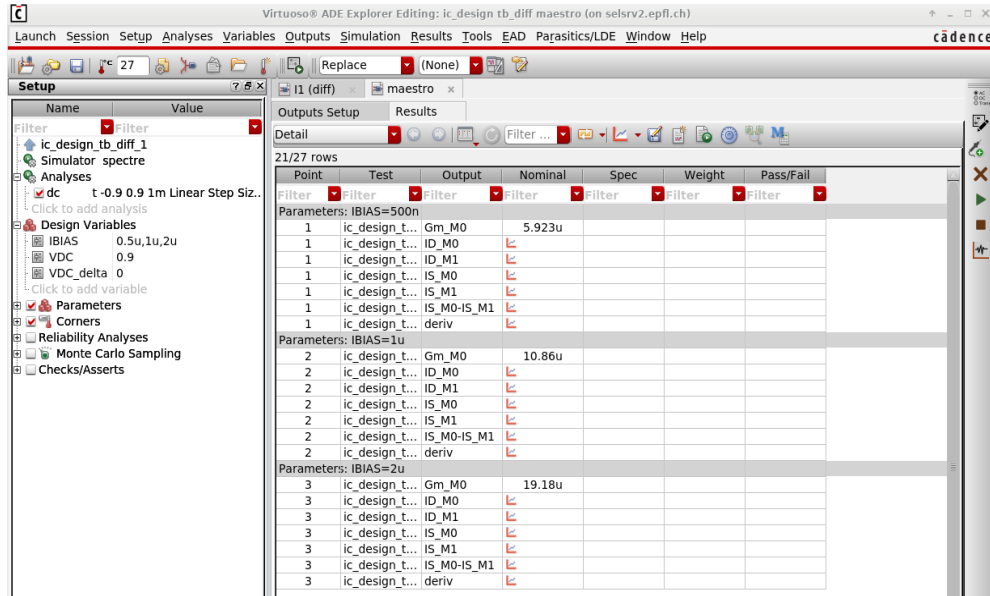 Virtuoso® ADE Explorer Editing: ic_design tb_diff maestro (on selsrv2.epfl.ch)
Launch Session Setup Analyses Variables Outputs Simulation Results Tools EAD Parasitics/LDE Window Help
cādence
27 Replace (None)
Setup
Name Value
Filter Filter
ic_design_tb_diff_1
Simulator spectre
Analyses
dc t -0.9 0.9 1m Linear Step Siz..
Click to add analysis
Design Variables
IBIAS 0.5u,1u,2u
VDC 0.9
VDC_delta 0
Click to add variable
Parameters
Corners
Reliability Analyses
Monte Carlo Sampling
Checks/Asserts
I1 (diff) maestro
Outputs Setup Results
Detail Filter ...
21/27 rows
Point Test Output Nominal Spec Weight Pass/Fail
Filter Filter Filter Filter Filter Filter Filter
Parameters: IBIAS=500n
1 ic_design_t... Gm_M0 5.923u
1 ic_design_t... ID_M0
1 ic_design_t... ID_M1
1 ic_design_t... IS_M0
1 ic_design_t... IS_M1
1 ic_design_t... IS_M0-IS_M1
1 ic_design_t... deriv
Parameters: IBIAS=1u
2 ic_design_t... Gm_M0 10.86u
2 ic_design_t... ID_M0
2 ic_design_t... ID_M1
2 ic_design_t... IS_M0
2 ic_design_t... IS_M1
2 ic_design_t... IS_M0-IS_M1
2 ic_design_t... deriv
Parameters: IBIAS=2u
3 ic_design_t... Gm_M0 19.18u
3 ic_design_t... ID_M0
3 ic_design_t... ID_M1
3 ic_design_t... IS_M0
3 ic_design_t... IS_M1
3 ic_design_t... IS_M0-IS_M1
3 ic_design_t... deriv